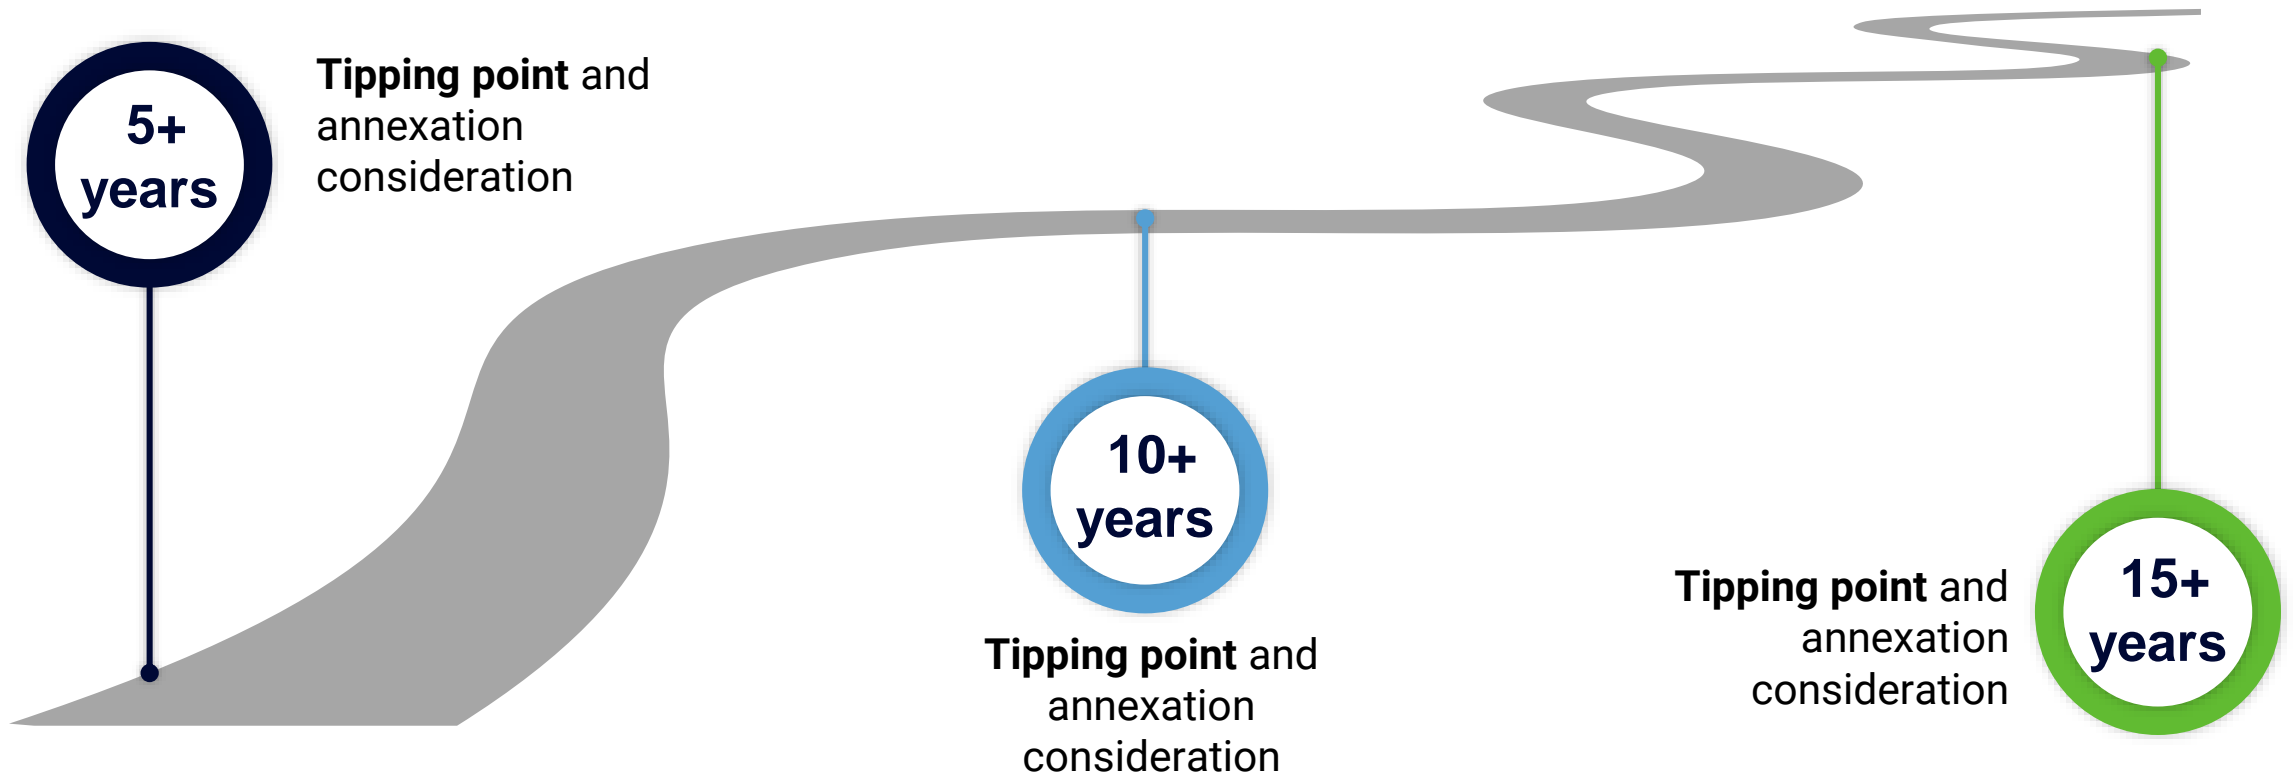 5+
years
Tipping point and
annexation
consideration
10+
years
Tipping point and
annexation
consideration
15+
years
Tipping point and
annexation
consideration